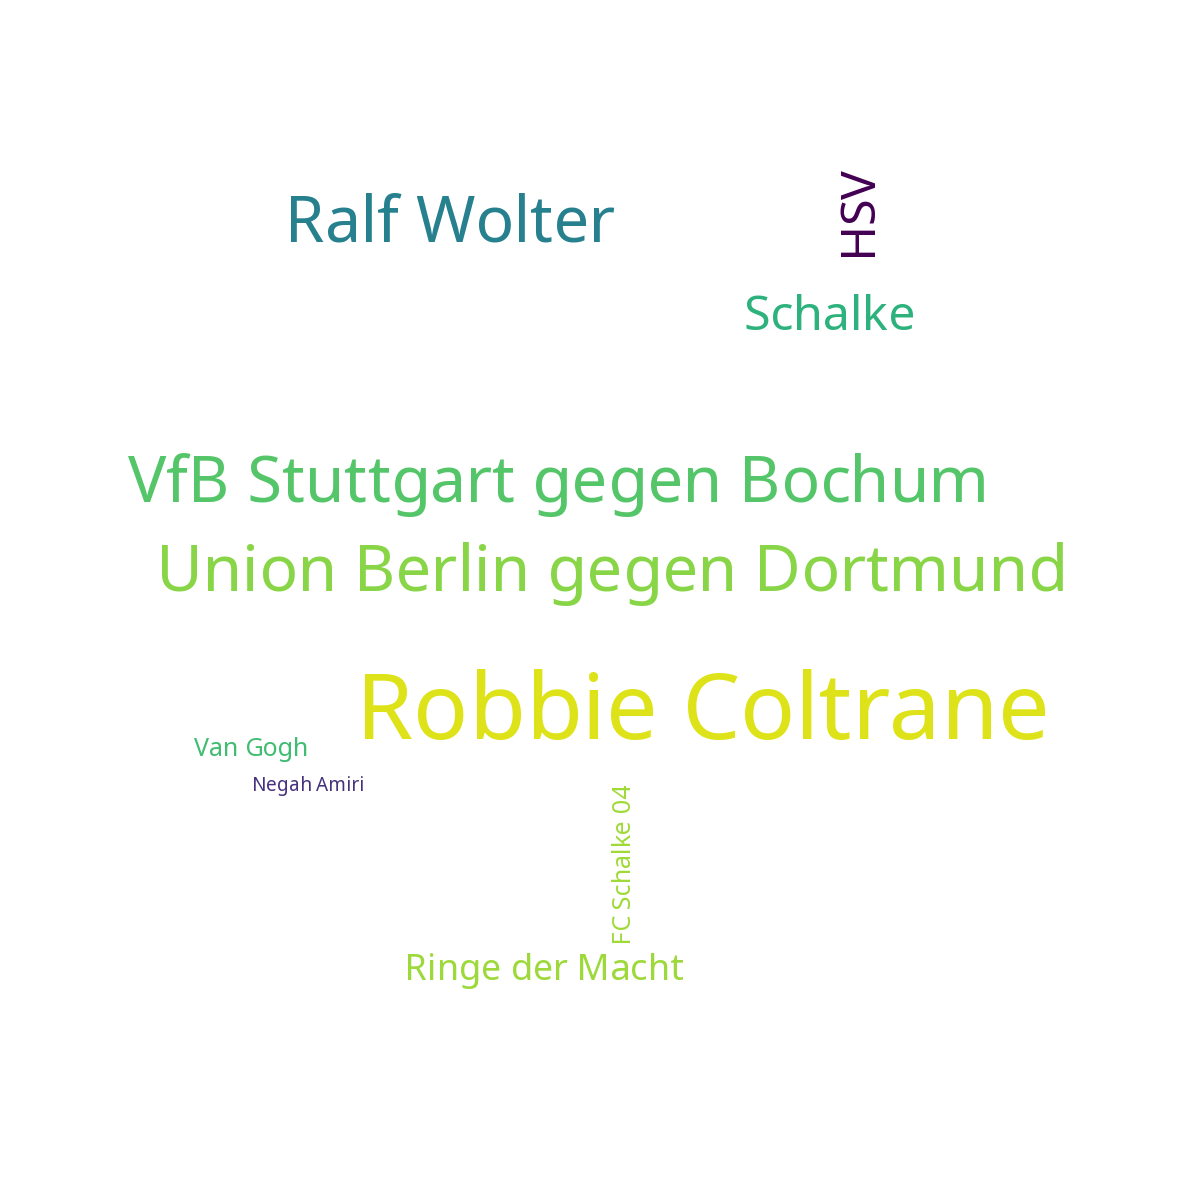 Ralf Wolter
HSV
Schalke
VfB Stuttgart gegen Bochum
Union Berlin gegen Dortmund
Robbie Coltrane
Van Gogh
Negah Amiri
FC Schalke 04
Ringe der Macht